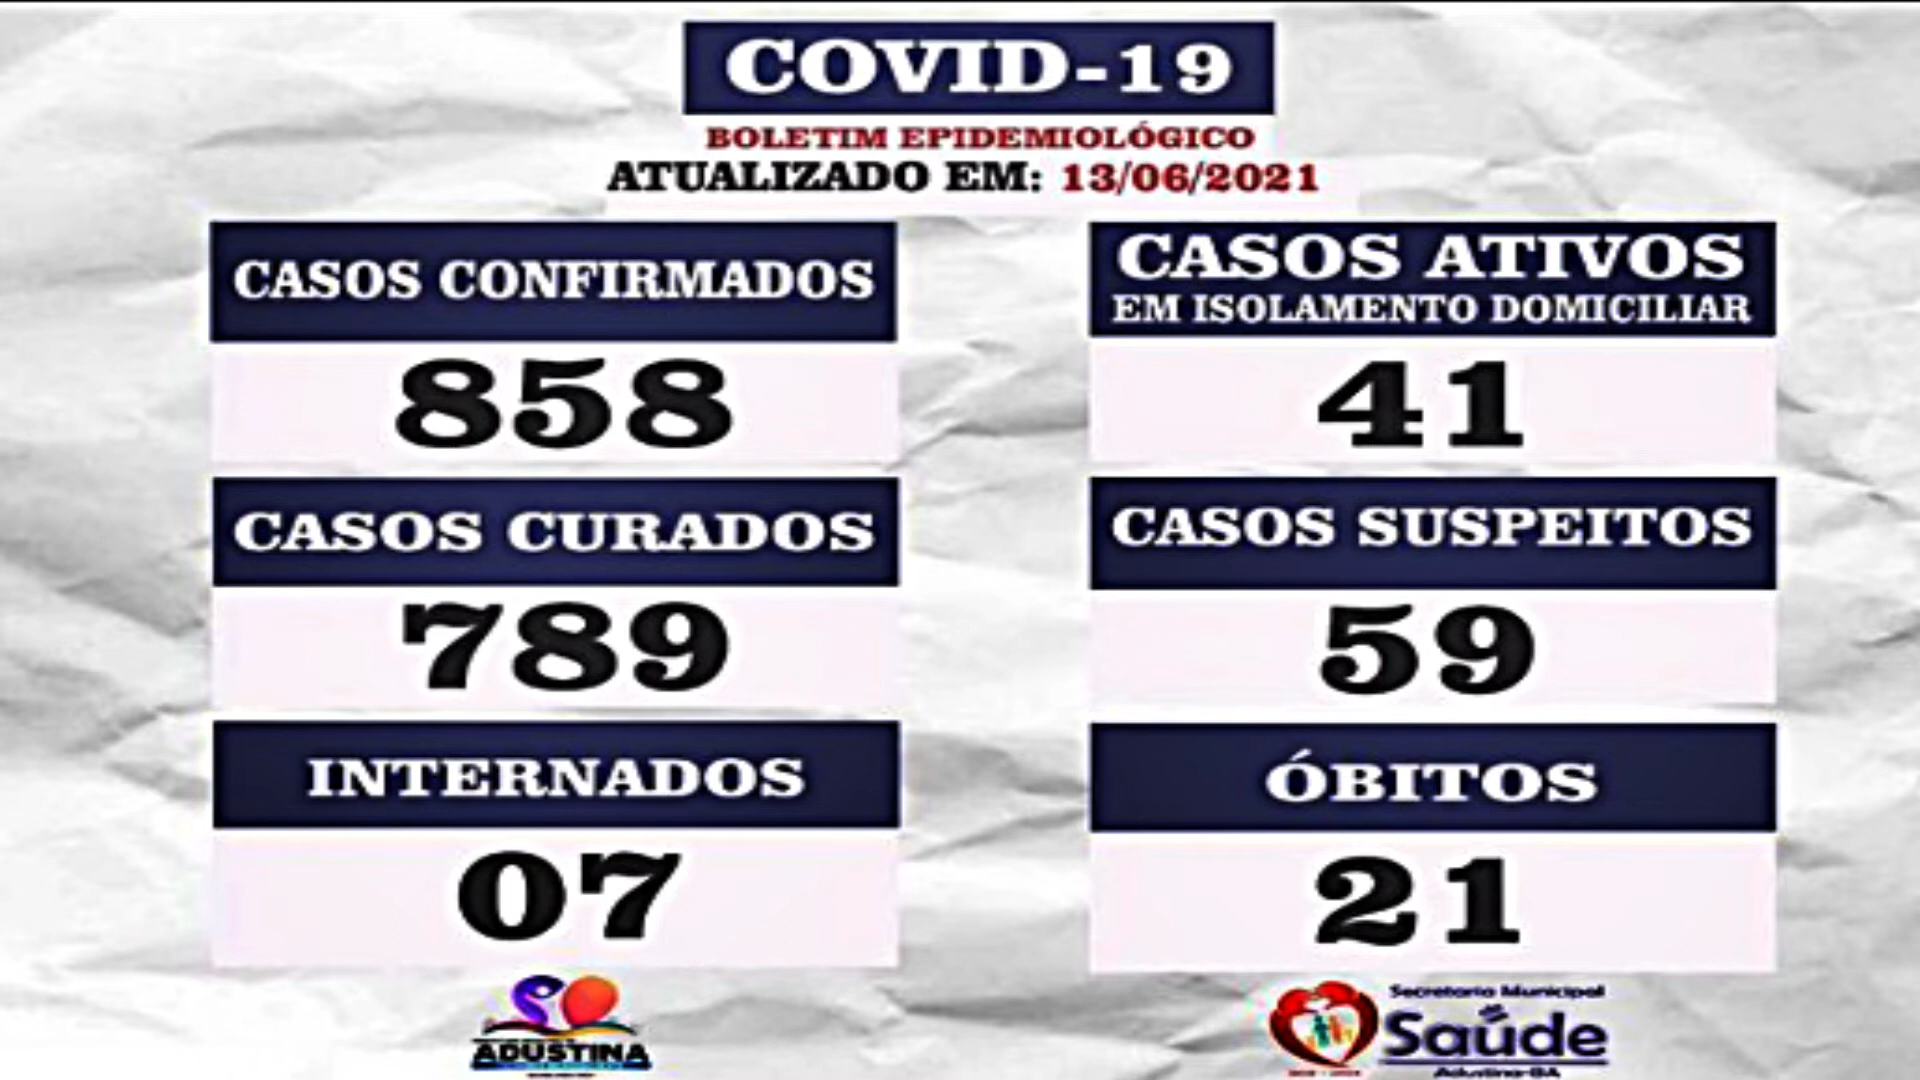 COVID-19
BOLETIM EPIDEMIOLÓGICO
ATUALIZADO EM: 13/06/2021
CASOS CONFIRMADOS
858
CASOS ATIVOS
EM ISOLAMENTO DOMICILIAR
41
CASOS CURADOS
789
CASOS SUSPEITOS
59
INTERNADOS
07
ÓBITOS
21
ADUSTINA
Secretaria Municipal
de
Saúde
Adustina-BA